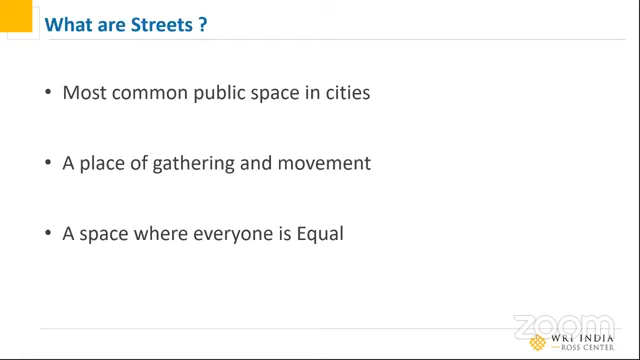 What are Streets ?
• Most common public space in cities
• A place of gathering and movement
• A space where everyone is Equal
zoom
WRI INDIA
ROSS CENTER